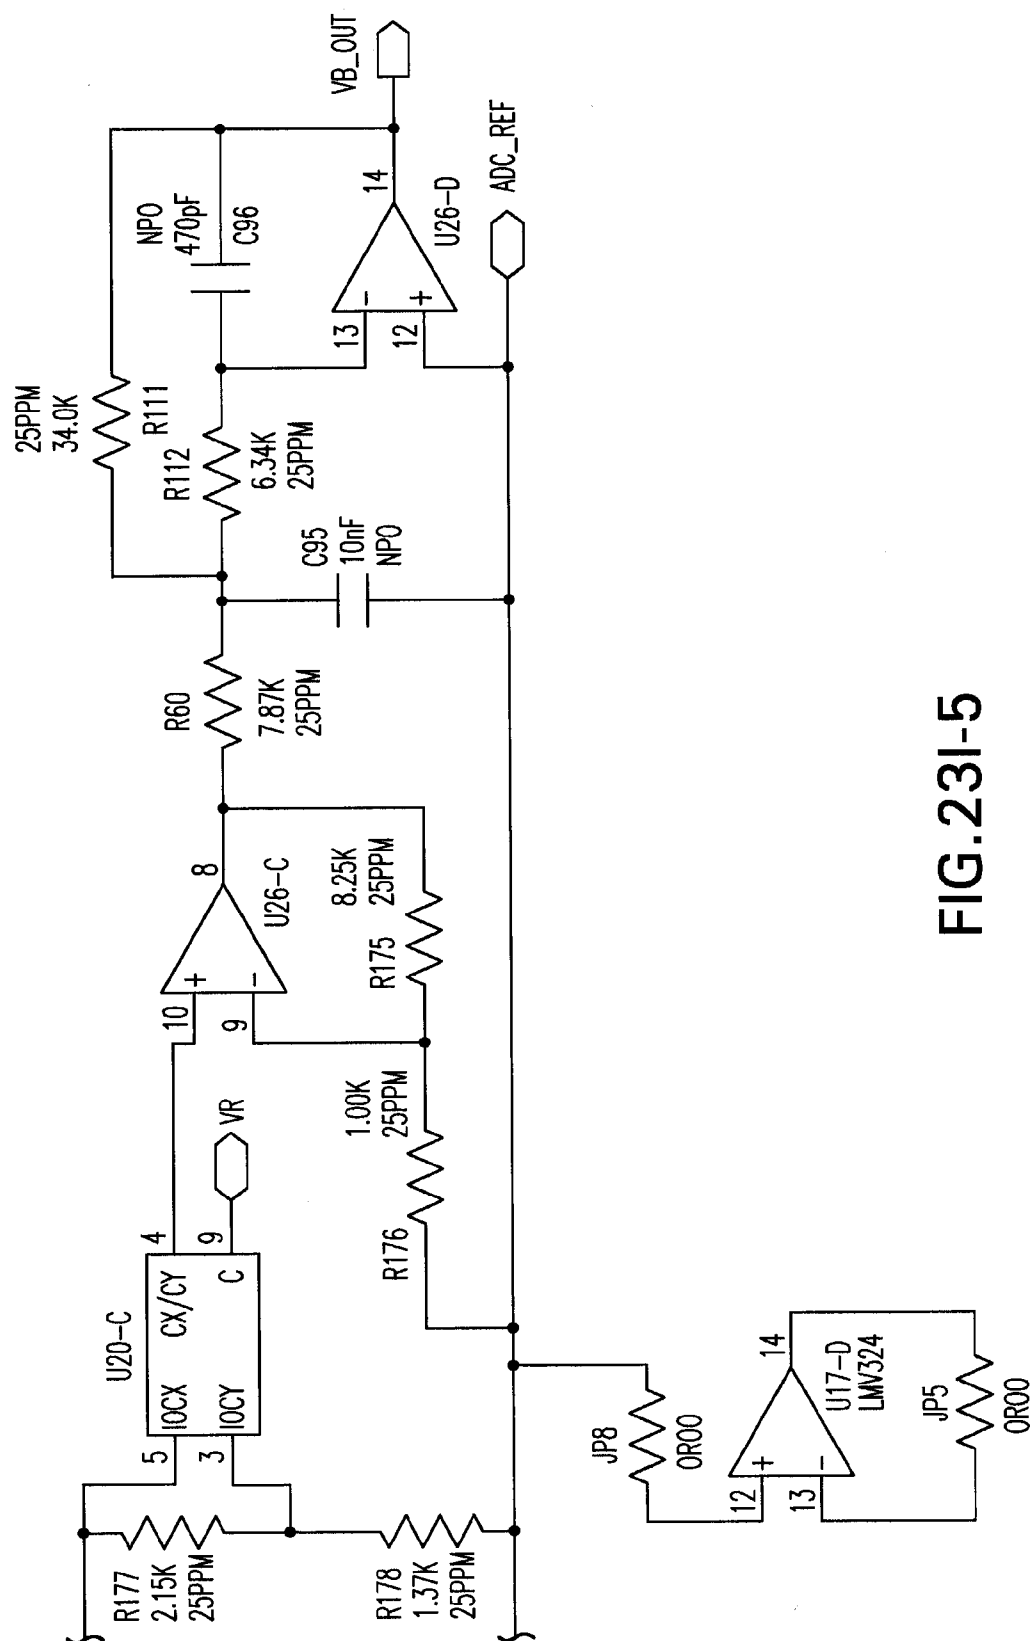 R177
2.15K
25PPM
R178
1.37K
25PPM
5
3
U20-C
IOCX
IOCY
CX/CY
C
4
9
VR
R176
1.00K
25PPM
10
9
+
-
8
U26-C
R175
8.25K
25PPM
R60
7.87K
25PPM
C95
10nF
NPO
R112
6.34K
25PPM
25PPM
34.0K
R111
NPO
470pF
C96
13
12
-
+
14
U26-D
VB_OUT
ADC_REF
JP8
0R00
12
13
+
-
14
U17-D
LMV324
JP5
0R00
FIG.23I-5